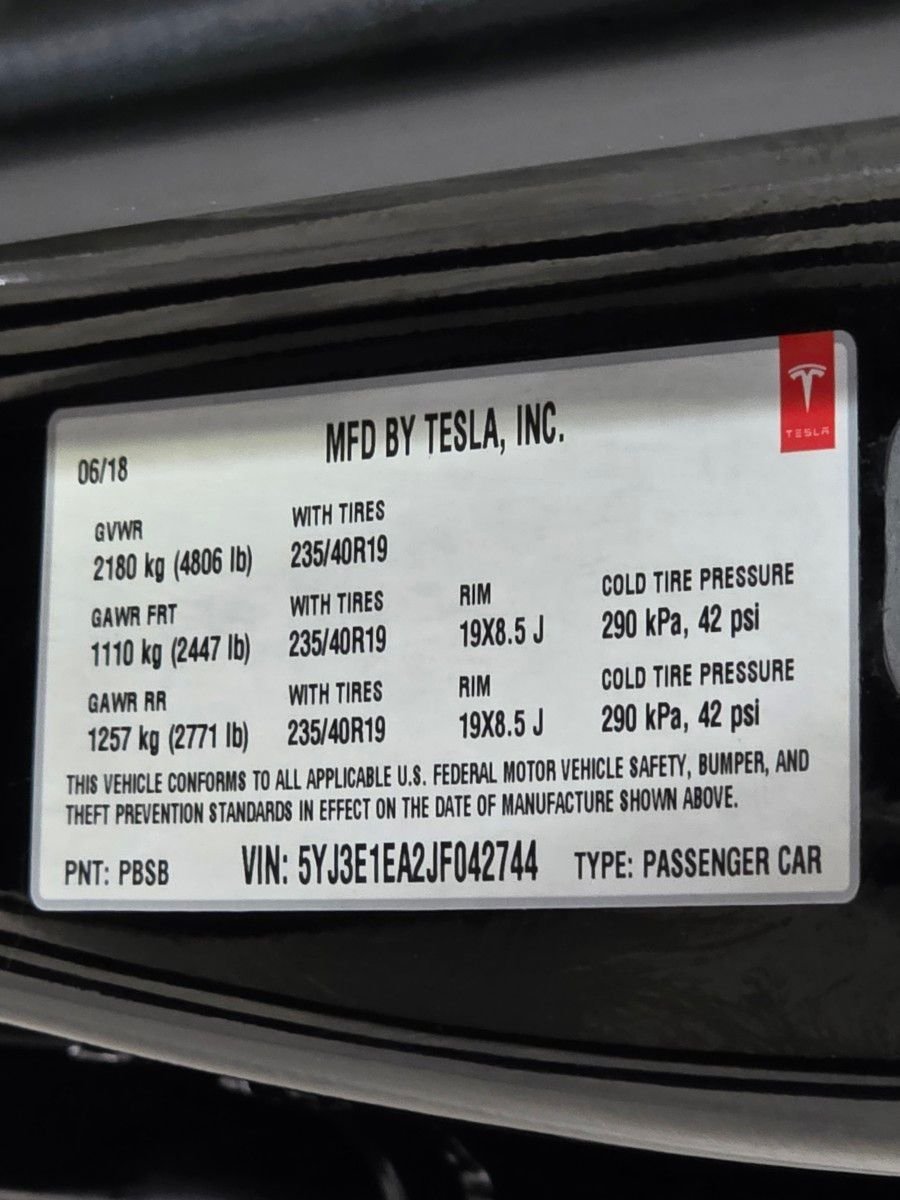 MFD BY TESLA, INC.
TESLA
06/18
GVWR WITH TIRES
2180 kg (4806 lb) 235/40R19
GAWR FRT WITH TIRES RIM COLD TIRE PRESSURE
1110 kg (2447 lb) 235/40R19 19X8.5 J 290 kPa, 42 psi
GAWR RR WITH TIRES RIM COLD TIRE PRESSURE
1257 kg (2771 lb) 235/40R19 19X8.5 J 290 kPa, 42 psi
THIS VEHICLE CONFORMS TO ALL APPLICABLE U.S. FEDERAL MOTOR VEHICLE SAFETY, BUMPER, AND
THEFT PREVENTION STANDARDS IN EFFECT ON THE DATE OF MANUFACTURE SHOWN ABOVE.
PNT: PBSB VIN: 5YJ3E1EA2JF042744 TYPE: PASSENGER CAR